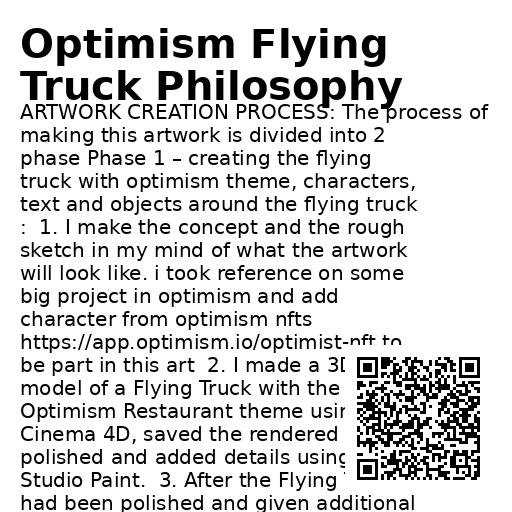 Optimism Flying
Truck Philosophy
ARTWORK CREATION PROCESS: The process of
making this artwork is divided into 2
phase Phase 1 – creating the flying
truck with optimism theme, characters,
text and objects around the flying truck
:  1. I make the concept and the rough
sketch in my mind of what the artwork
will look like. i took reference on some
big project in optimism and add
character from optimism nfts
https://app.optimism.io/optimist-nft to
be part in this art  2. I made a 3D
model of a Flying Truck with the
Optimism Restaurant theme using
Cinema 4D, saved the rendered
polished and added details using
Studio Paint.  3. After the Flying
had been polished and given additional